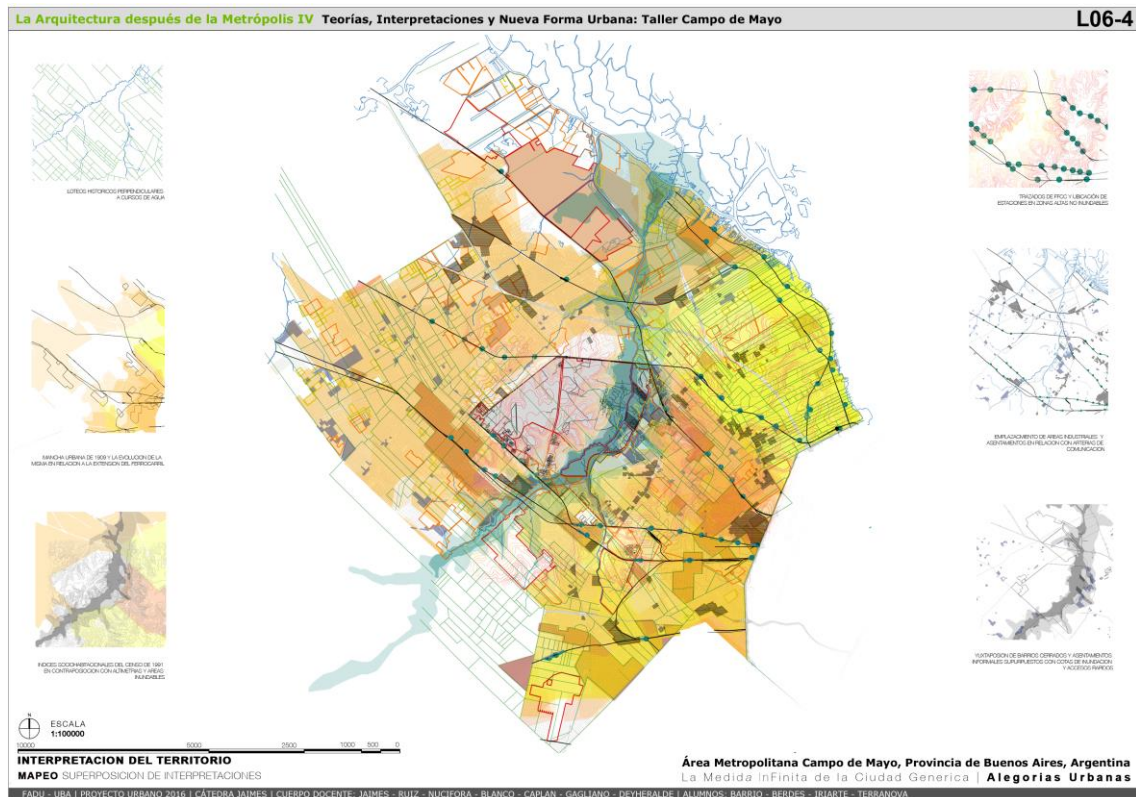 La Arquitectura después de la Metrópolis IV Teorías, Interpretaciones y Nueva Forma Urbana: Taller Campo de Mayo
L06-4
LOTEOS HISTORICOS PERPENDICULARES
A CURSOS DE AGUA
TRAZADOS DE FFCC Y UBICACIÓN DE
ESTACIONES EN ZONAS ALTAS NO INUNDABLES
MANCHA URBANA DE 1909 Y LA EVOLUCION DE LA
MISMA EN RELACION A LA EXTENSION DEL FERROCARRIL
EMPLAZAMIENTO DE AREAS INDUSTRIALES Y
ASENTAMIENTOS EN RELACION CON ARTERIAS DE
COMUNICACION
INDICES SOCIOHABITACIONALES DEL CENSO DE 1991
EN CONTRAPOSICION CON ALTIMETRIAS Y AREAS
INUNDABLES
YUXTAPOSICION DE BARRIOS CERRADOS Y ASENTAMIENTOS
INFORMALES SUPURPUESTOS CON COTAS DE INUNDACION
Y ACCESOS RAPIDOS
N
ESCALA
1:100000
10000 5000 2500 1000 500 0
INTERPRETACION DEL TERRITORIO
MAPEO SUPERPOSICION DE INTERPRETACIONES
Área Metropolitana Campo de Mayo, Provincia de Buenos Aires, Argentina
La Medida InFinita de la Ciudad Generica | Alegorias Urbanas
FADU - UBA | PROYECTO URBANO 2016 | CÁTEDRA JAIMES | CUERPO DOCENTE: JAIMES - RUIZ - NUCIFORA - BLANCO - CAPLAN - GAGLIANO - DEYHERALDE | ALUMNOS: BARRIO - BERDES - IRIARTE - TERRANOVA